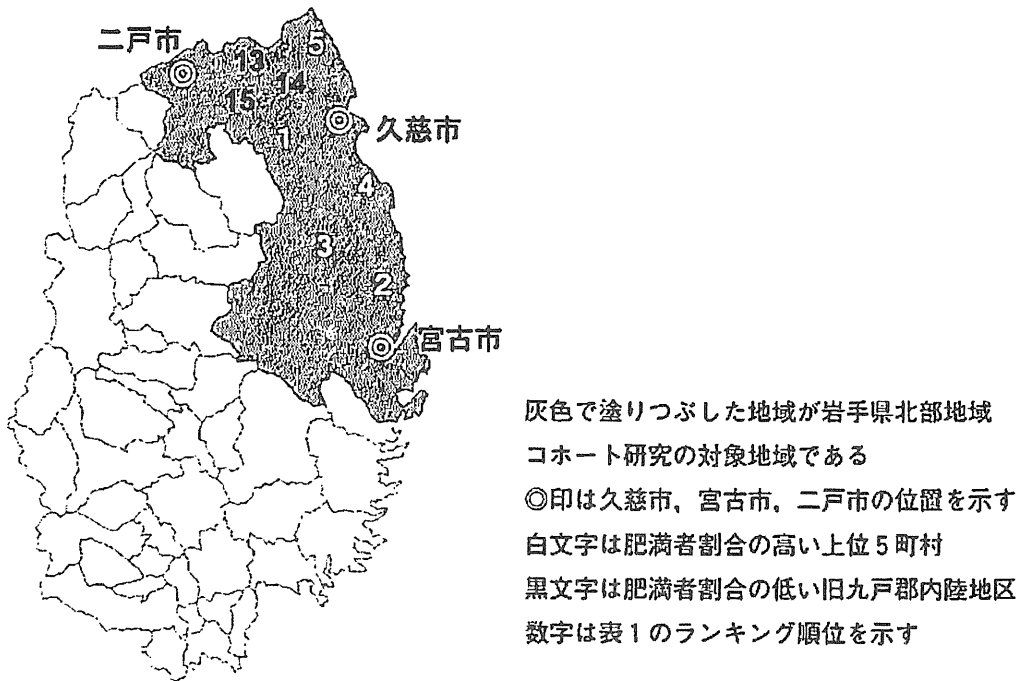 二戸市
5
13
14
15
久慈市
1
4
3
2
宮古市
灰色で塗りつぶした地域が岩手県北部地域
コホート研究の対象地域である
◎印は久慈市，宮古市，二戸市の位置を示す
白文字は肥満者割合の高い上位5町村
黒文字は肥満者割合の低い旧九戸郡内陸地区
数字は表1のランキング順位を示す